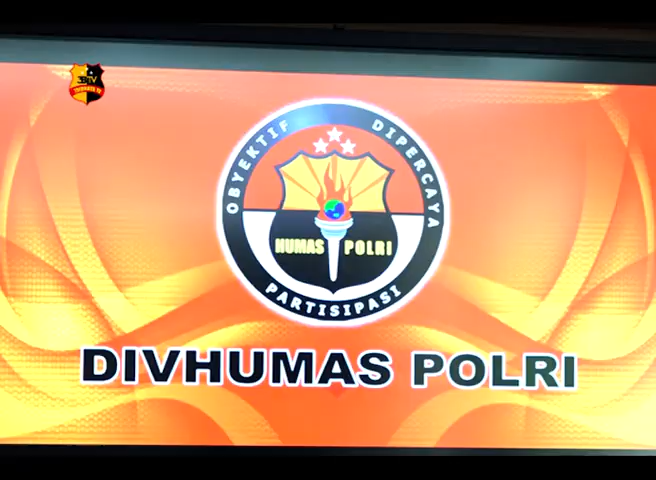 OBYEKTIF DIPERCAYA
HUMAS POLRI
PARTISIPASI
DIVHUMAS POLRI